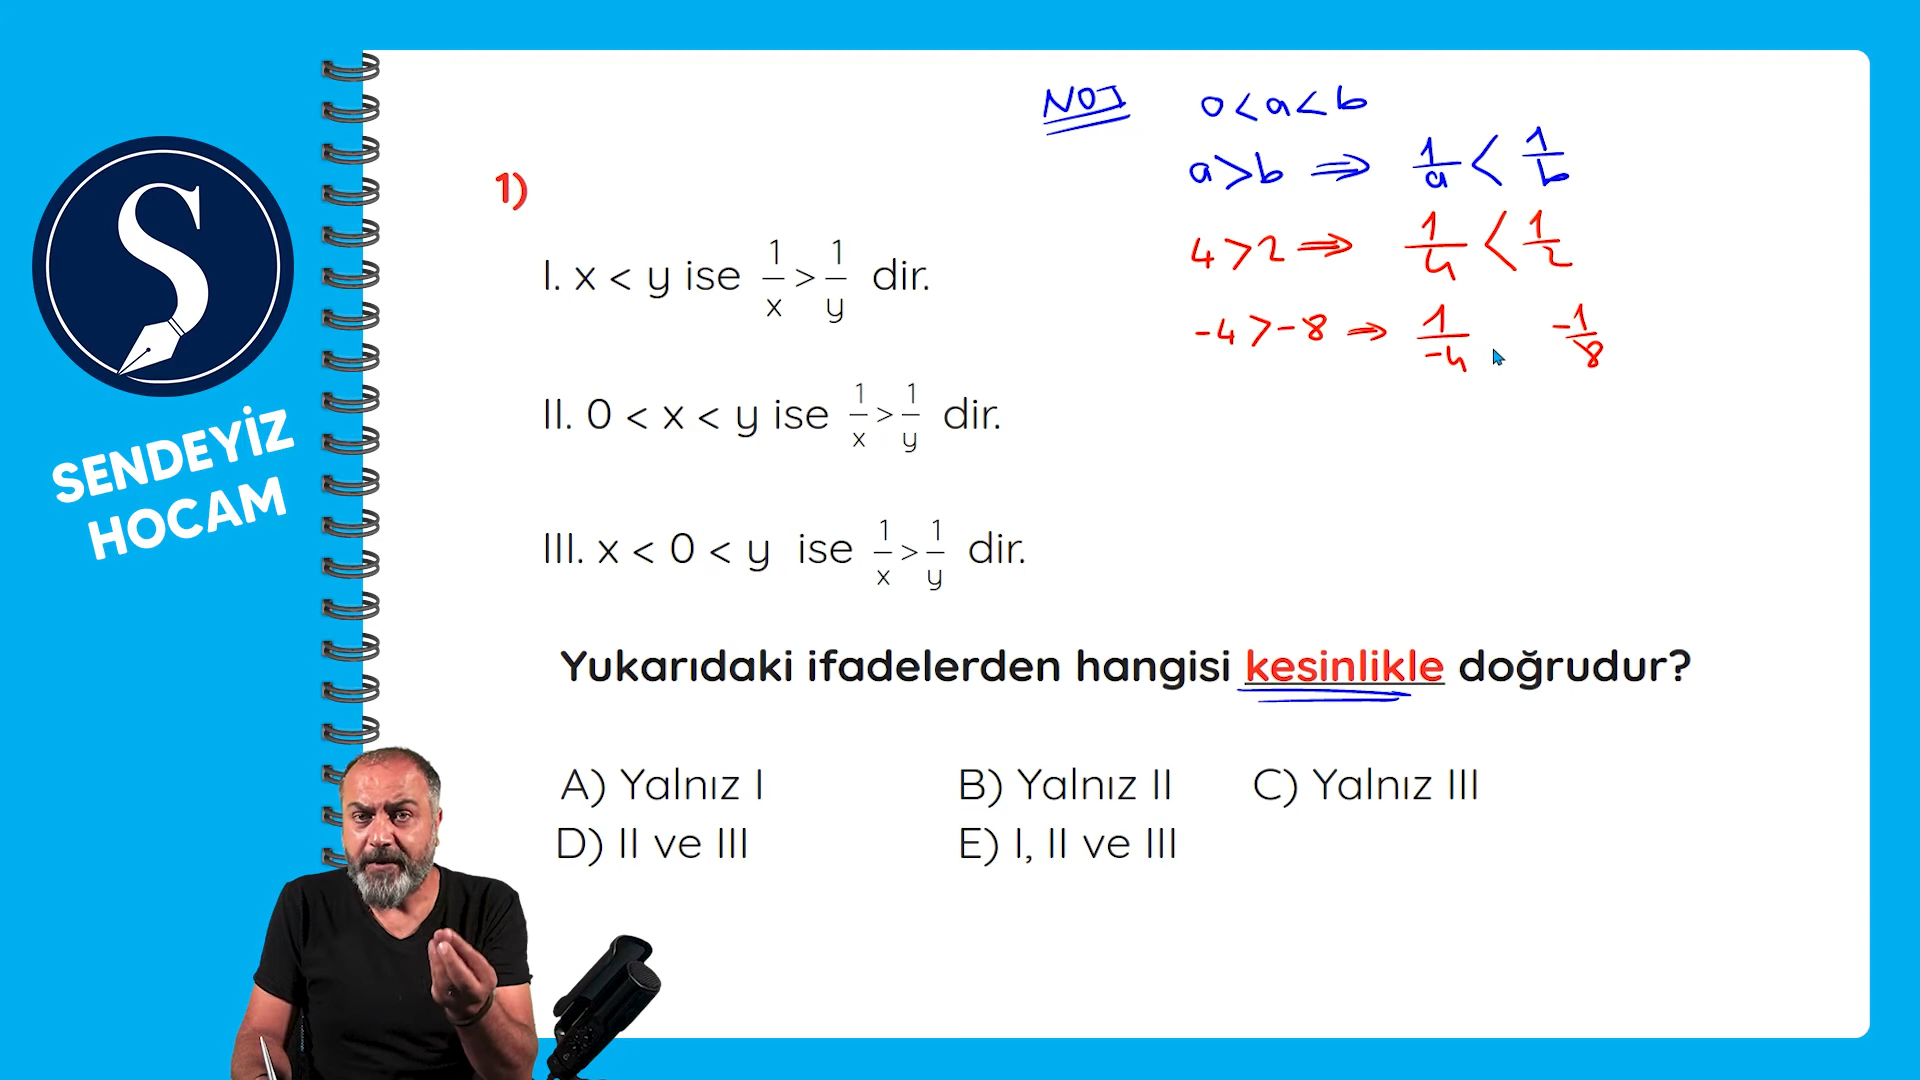 SENDEYİZ
HOCAM
NOT
0 < a < b
a > b ⇒ 1/a < 1/b
4 > 2 ⇒ 1/4 < 1/2
-4 > -8 ⇒ 1/-4 -1/8
1)
I. x < y ise 1/x > 1/y dir.
II. 0 < x < y ise 1/x > 1/y dir.
III. x < 0 < y ise 1/x > 1/y dir.
Yukarıdaki ifadelerden hangisi kesinlikle doğrudur?
A) Yalnız I B) Yalnız II C) Yalnız III
D) II ve III E) I, II ve III